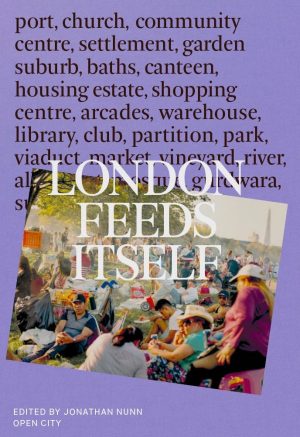 port, church, community
centre, settlement, garden
suburb, baths, canteen,
housing estate, shopping
centre, arcades, warehouse,
library, club, partition, park,
viaduct, market, vineyard, river,
gurdwara,
LONDON
FEEDS
ITSELF
EDITED BY JONATHAN NUNN
OPEN CITY